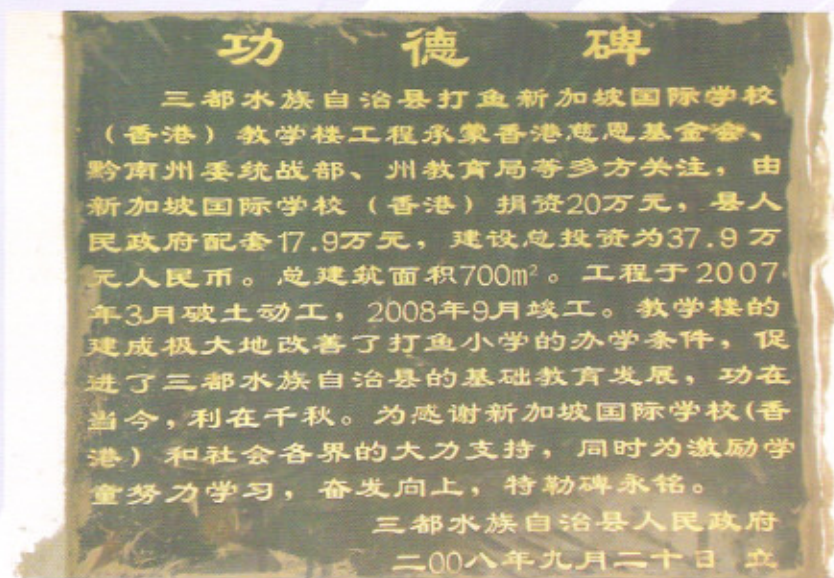 功德碑
三都水族自治县打鱼新加坡国际学校
（香港）教学楼工程承蒙香港慈恩基金会、
黔南州委统战部、州教育局等多方关注，由
新加坡国际学校（香港）捐资20万元，县人
民政府配套17.9万元，建设总投资为37.9万
元人民币。总建筑面积700m²。工程于2007
年3月破土动工，2008年9月竣工。教学楼的
建成极大地改善了打鱼小学的办学条件，促
进了三都水族自治县的基础教育发展，功在
当今，利在千秋。为感谢新加坡国际学校(香
港）和社会各界的大力支持，同时为激励学
童努力学习，奋发向上，特勒碑永铭。
三都水族自治县人民政府
二00八年九月二十日 立